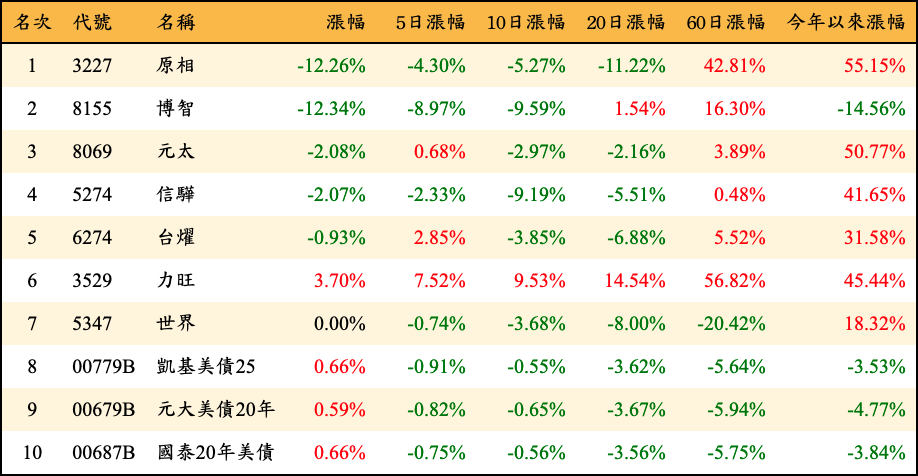 名次 代號 名稱 漲幅 5日漲幅 10日漲幅 20日漲幅 60日漲幅 今年以來漲幅
1 3227 原相 -12.26% -4.30% -5.27% -11.22% 42.81% 55.15%
2 8155 博智 -12.34% -8.97% -9.59% 1.54% 16.30% -14.56%
3 8069 元太 -2.08% 0.68% -2.97% -2.16% 3.89% 50.77%
4 5274 信驊 -2.07% -2.33% -9.19% -5.51% 0.48% 41.65%
5 6274 台燿 -0.93% 2.85% -3.85% -6.88% 5.52% 31.58%
6 3529 力旺 3.70% 7.52% 9.53% 14.54% 56.82% 45.44%
7 5347 世界 0.00% -0.74% -3.68% -8.00% -20.42% 18.32%
8 00779B 凱基美債25 0.66% -0.91% -0.55% -3.62% -5.64% -3.53%
9 00679B 元大美債20年 0.59% -0.82% -0.65% -3.67% -5.94% -4.77%
10 00687B 國泰20年美債 0.66% -0.75% -0.56% -3.56% -5.75% -3.84%